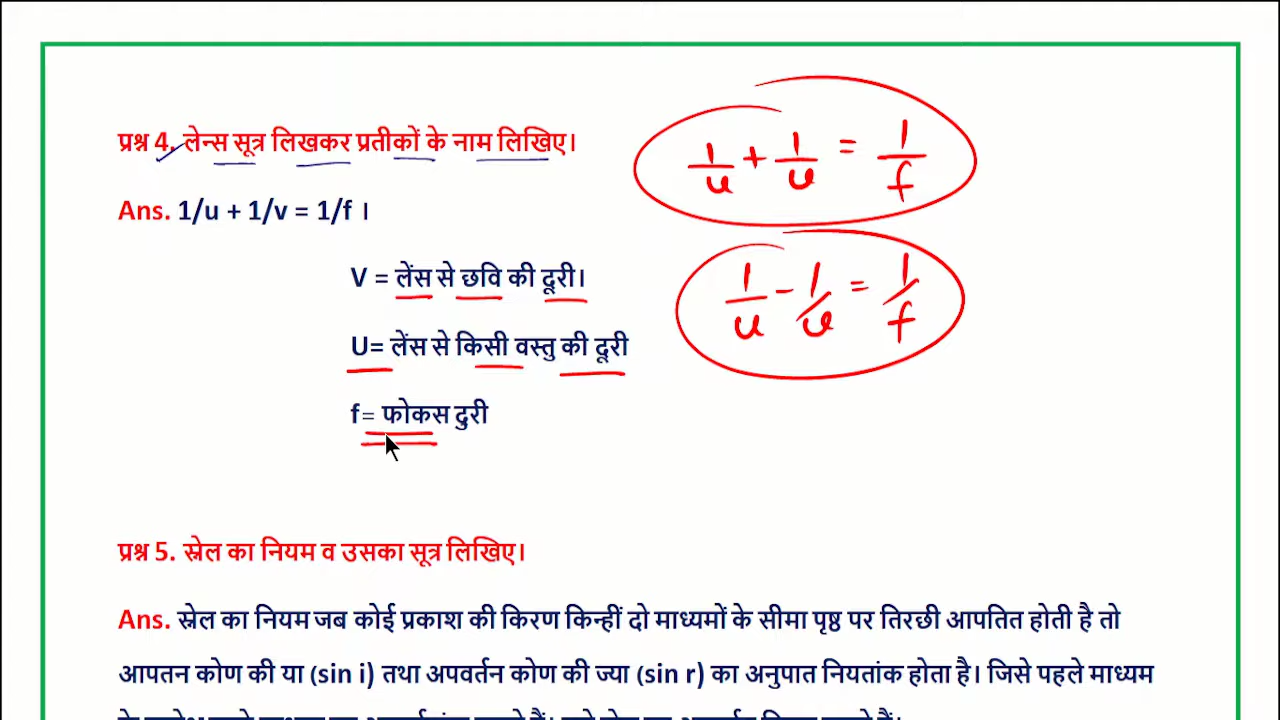 प्रश्न 4. लेन्स सूत्र लिखकर प्रतीकों के नाम लिखिए।
1/u + 1/u = 1/f
Ans. 1/u + 1/v = 1/f ।
V = लेंस से छवि की दूरी।
1/u - 1/u = 1/f
U= लेंस से किसी वस्तु की दूरी
f= फोकस दुरी
प्रश्न 5. स्नेल का नियम व उसका सूत्र लिखिए।
Ans. स्नेल का नियम जब कोई प्रकाश की किरण किन्हीं दो माध्यमों के सीमा पृष्ठ पर तिरछी आपतित होती है तो
आपतन कोण की या (sin i) तथा अपवर्तन कोण की ज्या (sin r) का अनुपात नियतांक होता है। जिसे पहले माध्यम